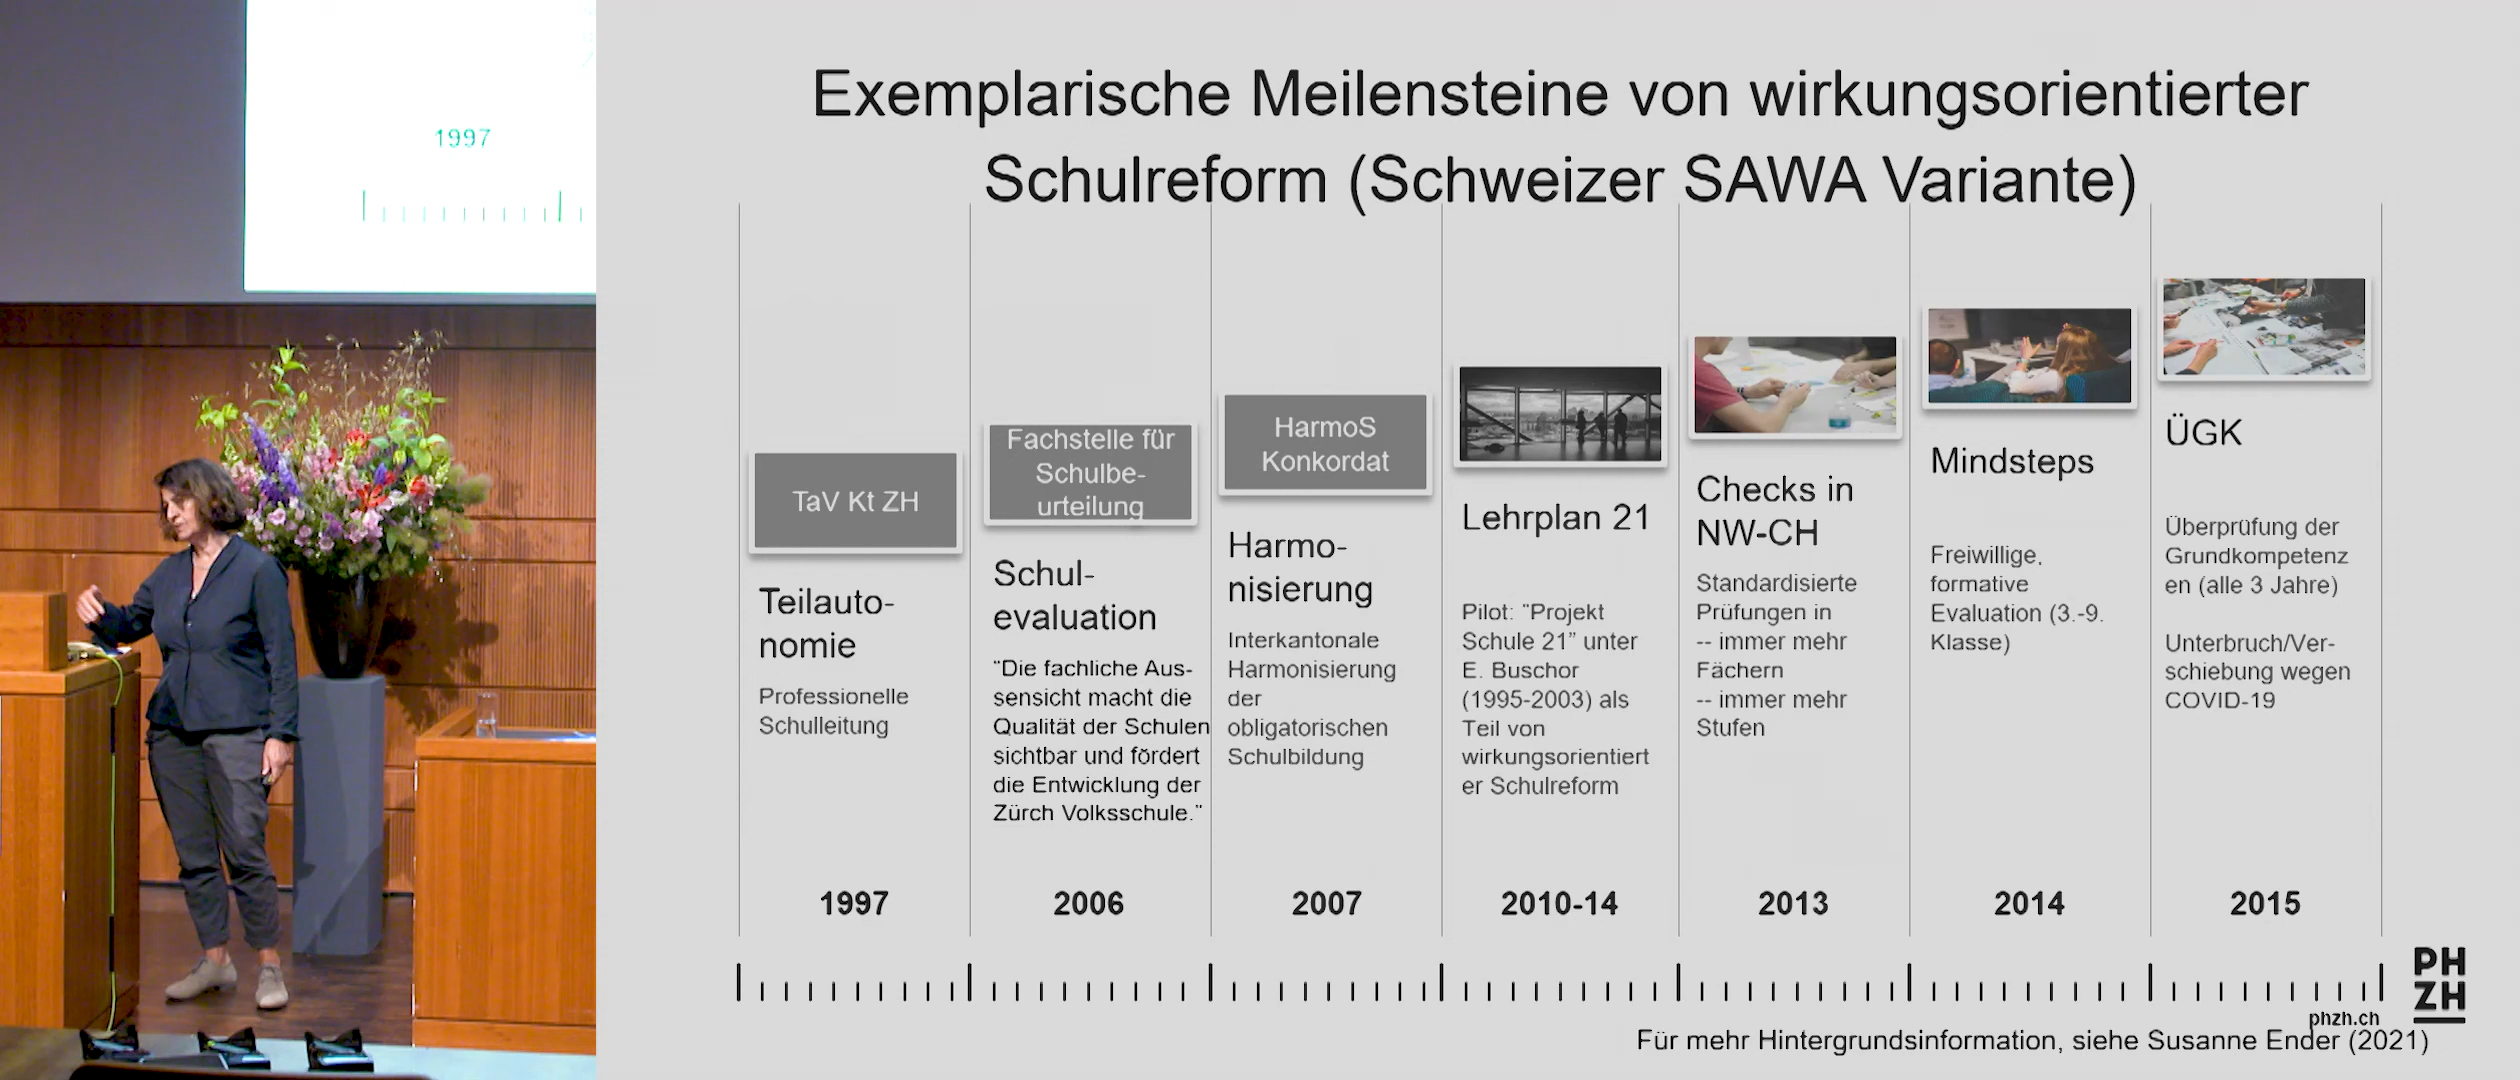 1997
Exemplarische Meilensteine von wirkungsorientierter
Schulreform (Schweizer SAWA Variante)
TaV Kt ZH
Teilauto-
nomie
Professionelle
Schulleitung
1997
Fachstelle für
Schulbe-
urteilung
Schul-
evaluation
"Die fachliche Aus-
sensicht macht die
Qualität der Schulen
sichtbar und fördert
die Entwicklung der
Zürch Volksschule."
2006
HarmoS
Konkordat
Harmo-
nisierung
Interkantonale
Harmonisierung
der
obligatorischen
Schulbildung
2007
Lehrplan 21
Pilot: "Projekt
Schule 21" unter
E. Buschor
(1995-2003) als
Teil von
wirkungsorientiert
er Schulreform
2010-14
Checks in
NW-CH
Standardisierte
Prüfungen in
-- immer mehr
Fächern
-- immer mehr
Stufen
2013
Mindsteps
Freiwillige,
formative
Evaluation (3.-9.
Klasse)
2014
ÜGK
Überprüfung der
Grundkompetenz
en (alle 3 Jahre)
Unterbruch/Ver-
schiebung wegen
COVID-19
2015
PH
ZH
phzh.ch
Für mehr Hintergrundsinformation, siehe Susanne Ender (2021)